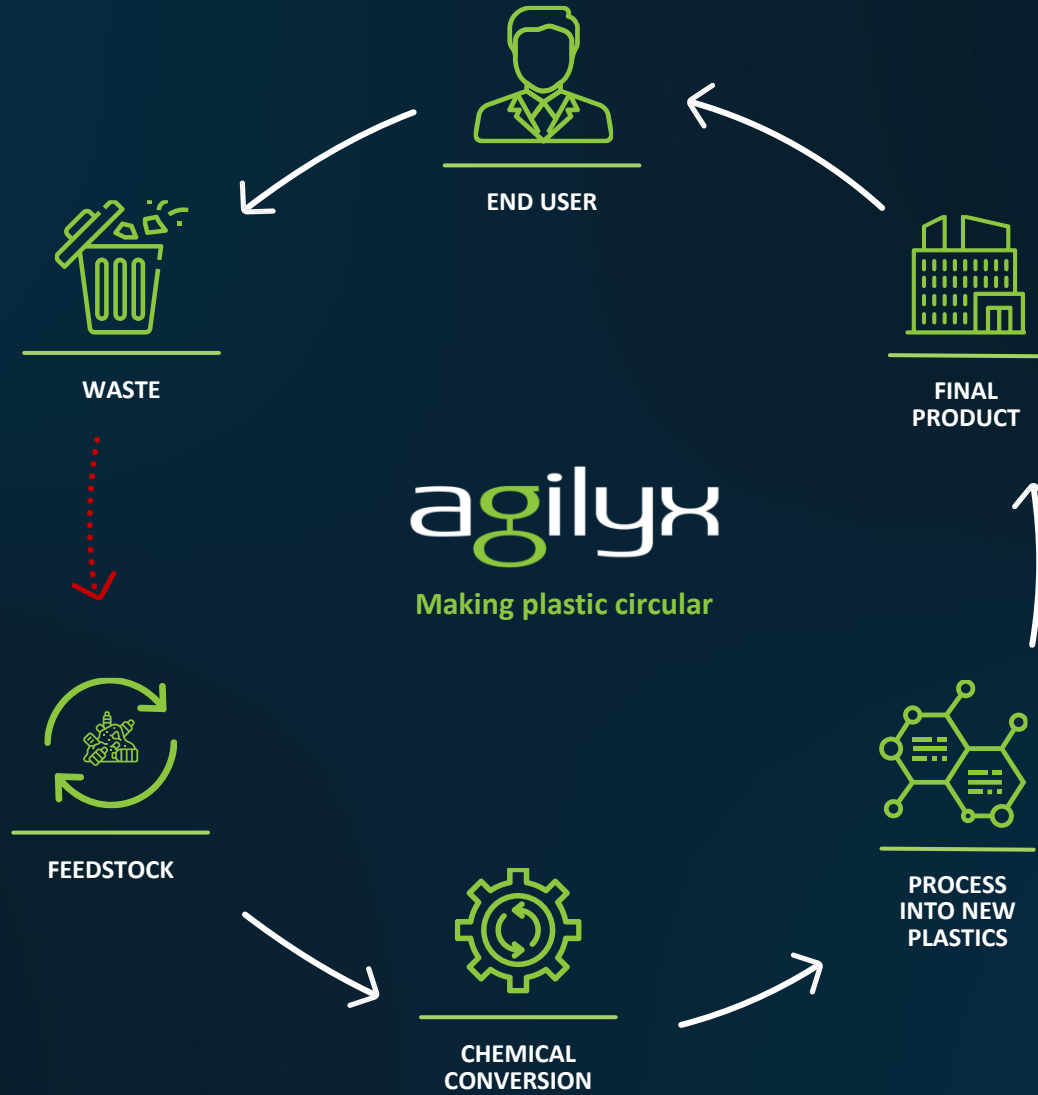 END USER
WASTE
FINAL
PRODUCT
agilyx
Making plastic circular
FEEDSTOCK
PROCESS
INTO NEW
PLASTICS
CHEMICAL
CONVERSION